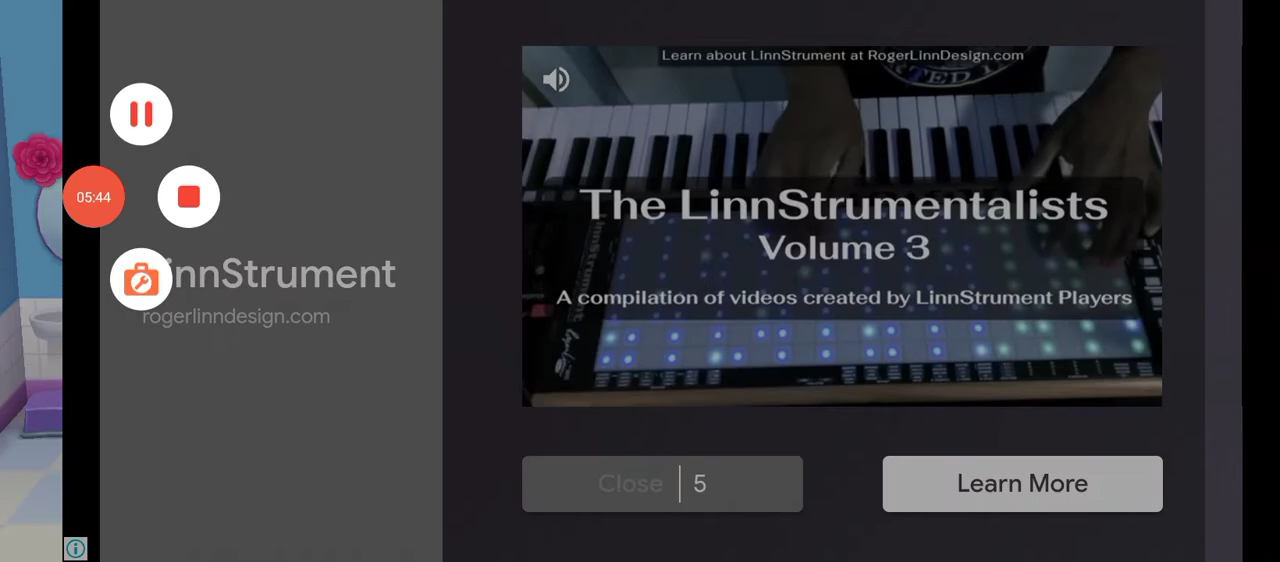 Learn about LinnStrument at RogerLinnDesign.com
05:44
innStrument
rogerlinndesign.com
The LinnStrumentalists
Volume 3
A compilation of videos created by LinnStrument Players
Close 5
Learn More